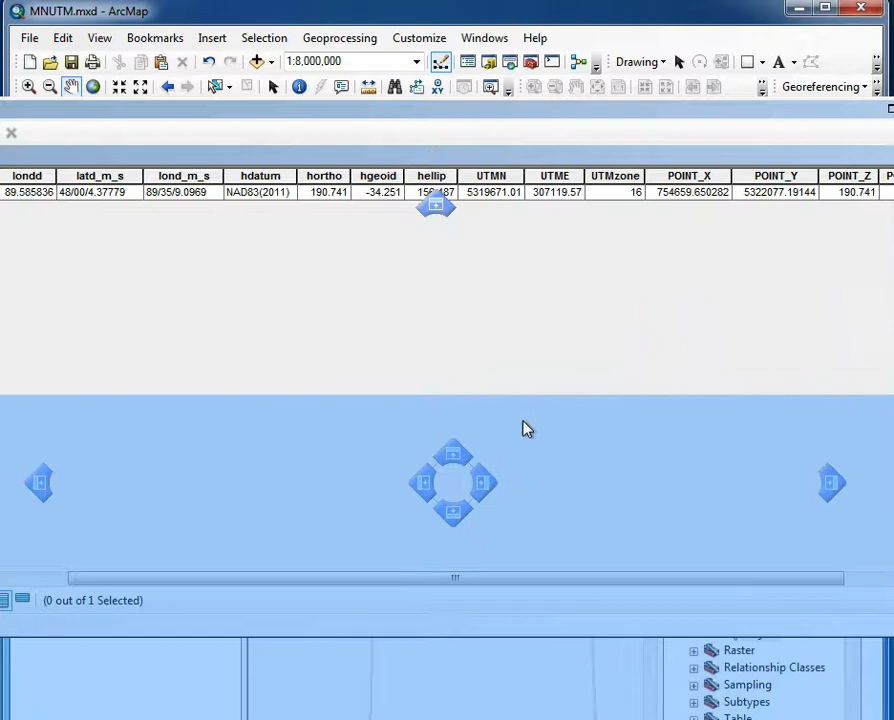 MNUTM.mxd - ArcMap
File Edit View Bookmarks Insert Selection Geoprocessing Customize Windows Help
1:8,000,000 Drawing
Georeferencing
londd latd_m_s lond_m_s hdatum hortho hgeoid hellip UTMN UTME UTMzone POINT_X POINT_Y POINT_Z
89.585836 48/00/4.37779 89/35/9.0969 NAD83(2011) 190.741 -34.251 5319671.01 307119.57 16 754659.650282 5322077.19144 190.741
(0 out of 1 Selected)
Raster
Relationship Classes
Sampling
Subtypes
Table